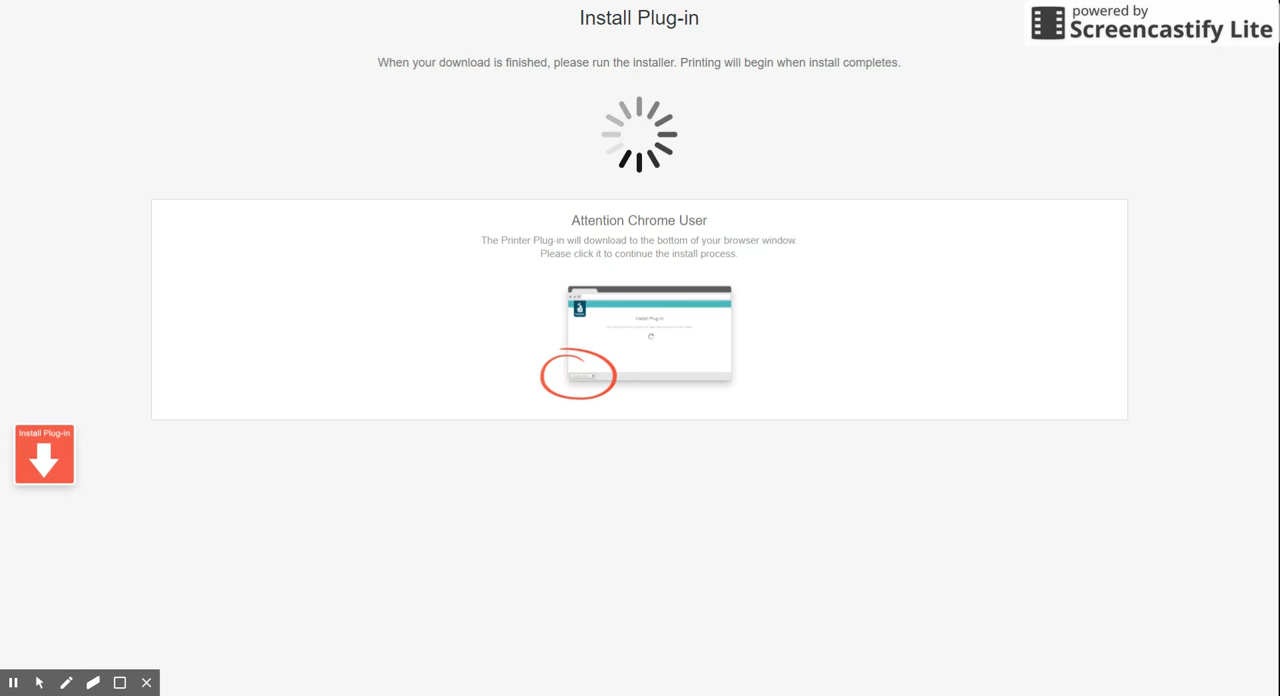 Install Plug-in
powered by
Screencastify Lite
When your download is finished, please run the installer. Printing will begin when install completes.
Attention Chrome User
The Printer Plug-in will download to the bottom of your browser window.
Please click it to continue the install process.
Install Plug-in
Install Plug-in